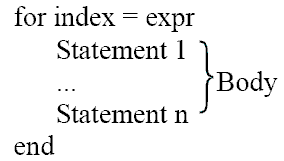 for index = expr
Statement 1
...
Body
Statement n
end